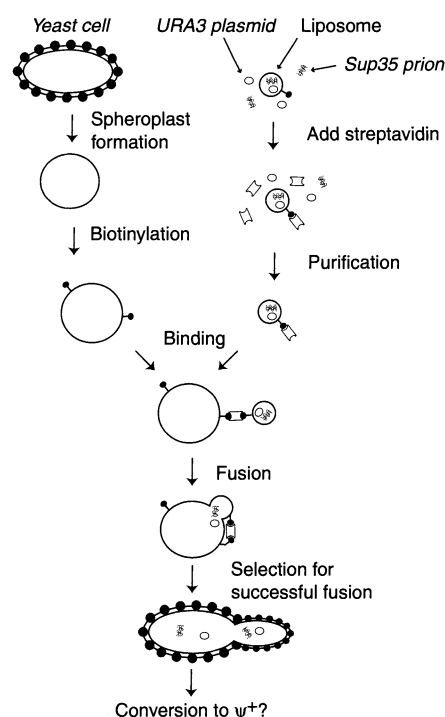 Yeast cell
URA3 plasmid
Liposome
Sup35 prion
Spheroplast
formation
Add streptavidin
Biotinylation
Purification
Binding
Fusion
Selection for
successful fusion
Conversion to ψ+?